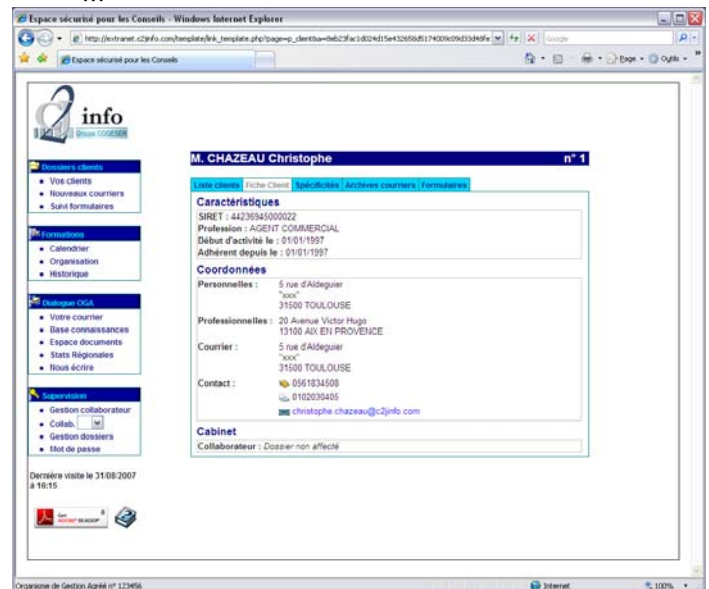 Espace sécurisé pour les Conseils - Windows Internet Explorer
Google
Espace sécurisé pour les Conseils
Page
Outils
info
Groupe COGESER
M. CHAZEAU Christophe n° 1
Dossiers clients
Vos clients
Nouveaux courriers
Suivi formulaires
Formations
Calendrier
Organisation
Historique
Dialogue OGA
Votre courrier
Base connaissances
Espace documents
Stats Régionales
Nous écrire
Supervision
Gestion collaborateur
Collab.
Gestion dossiers
Mot de passe
Dernière visite le 31/08/2007
à 16:15
Liste clients Fiche Client Spécificités Archives courriers Formulaires
Caractéristiques
SIRET : 44236945000022
Profession : AGENT COMMERCIAL
Début d'activité le : 01/01/1997
Adhérent depuis le : 01/01/1997
Coordonnées
Personnelles : 5 rue d'Aldeguier
"xxx"
31500 TOULOUSE
Professionnelles : 20 Avenue Victor Hugo
13100 AIX EN PROVENCE
Courrier : 5 rue d'Aldeguier
"xxx"
31500 TOULOUSE
Contact : 0561834508
0102030405
christophe.chazeau@c2jinfo.com
Cabinet
Collaborateur : Dossier non affecté
Organisme de Gestion Agréé n° 123456
Internet
100%